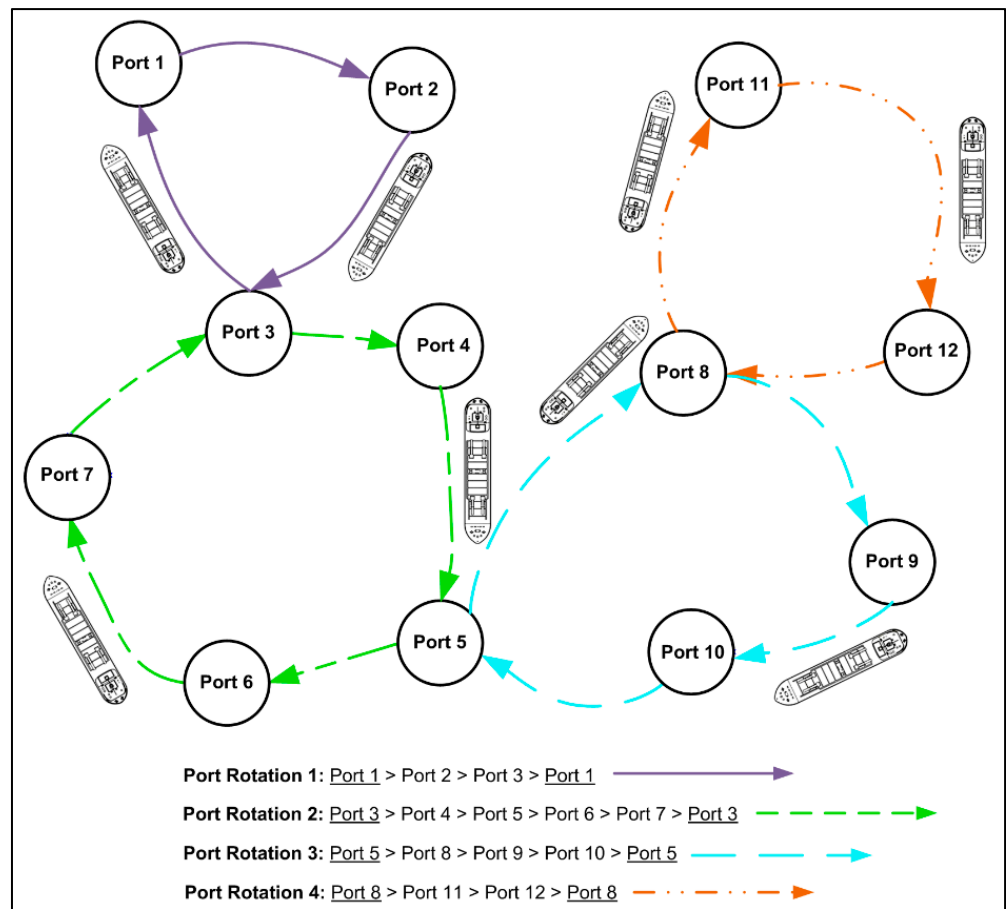 Port 1
Port 2
Port 11
Port 3
Port 4
Port 8
Port 12
Port 7
Port 9
Port 5
Port 10
Port 6
Port Rotation 1: Port 1 > Port 2 > Port 3 > Port 1
Port Rotation 2: Port 3 > Port 4 > Port 5 > Port 6 > Port 7 > Port 3
Port Rotation 3: Port 5 > Port 8 > Port 9 > Port 10 > Port 5
Port Rotation 4: Port 8 > Port 11 > Port 12 > Port 8